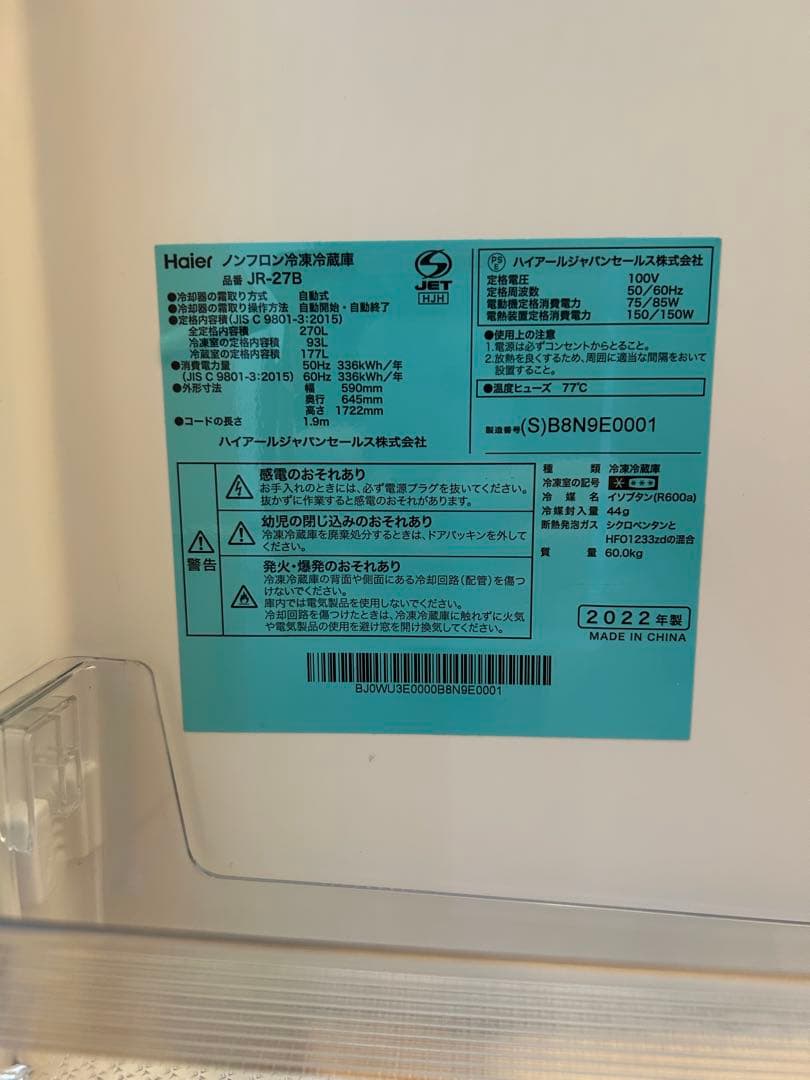 Haier ノンフロン冷凍冷蔵庫
品番 JR-27B
●冷却器の霜取り方式 自動式
●冷却器の霜取り操作方法 自動開始・自動終了
●定格内容積(JIS C 9801-3:2015)
全定格内容積 270L
冷凍室の定格内容積 93L
冷蔵室の定格内容積 177L
●消費電力量 50Hz 336kWh/年
(JIS C 9801-3:2015) 60Hz 336kWh/年
●外形寸法 幅 590mm
奥行 645mm
高さ 1722mm
●コードの長さ 1.9m
ハイアールジャパンセールス株式会社
JET
HJH
PSE ハイアールジャパンセールス株式会社
定格電圧 100V
定格周波数 50/60Hz
電動機定格消費電力 75/85W
電熱装置定格消費電力 150/150W
●使用上の注意
1.電源は必ずコンセントからとること。
2.放熱を良くするため、周囲に適当な間隔をおいて
設置すること。
●温度ヒューズ 77℃
製造番号(S)B8N9E0001
警告
感電のおそれあり
お手入れのときには、必ず電源プラグを抜いてください。
抜かずに作業すると感電のおそれがあります。
幼児の閉じ込みのおそれあり
冷凍冷蔵庫を廃棄処分するときは、ドアパッキンを外して
ください。
発火・爆発のおそれあり
冷凍冷蔵庫の背面や側面にある冷却回路(配管)を傷つ
けないでください。
庫内では電気製品を使用しないでください。
冷却回路を傷つけたときは、冷凍冷蔵庫に触れずに火気
や電気製品の使用を避け窓を開け換気してください。
種類 冷凍冷蔵庫
冷凍室の記号
冷媒名 イソブタン(R600a)
冷媒封入量 44g
断熱発泡ガス シクロペンタンと
HFO1233zdの混合
質量 60.0kg
2022年製
MADE IN CHINA
BJ0WU3E0000B8N9E0001